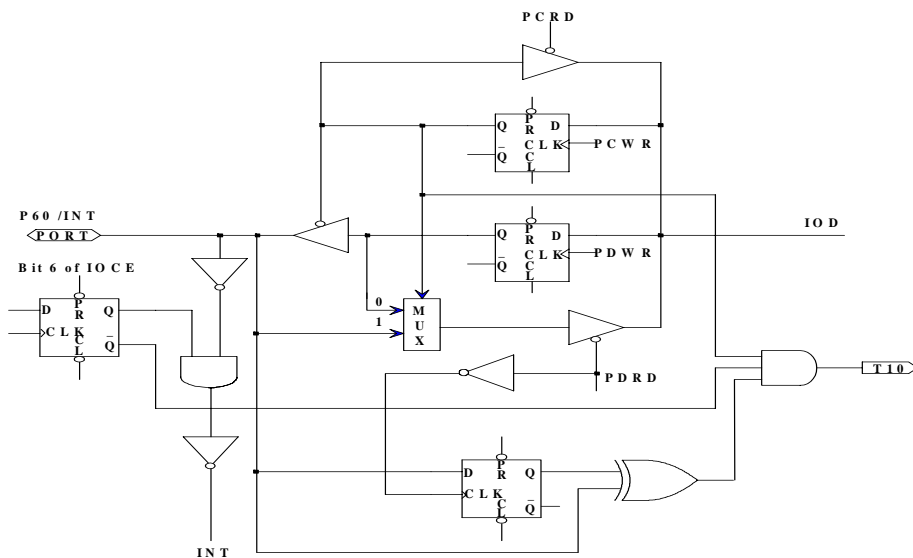 PCRD
Q PR D
CLK PCWR
Q CL
P60 /INT
PORT
IOD
Q PR D
CLK PDWR
Q CL
Bit 6 of IOCE
D PR Q
CLK
CL Q
0
1
MUX
PDRD
T10
D PR Q
CLK
CL Q
INT